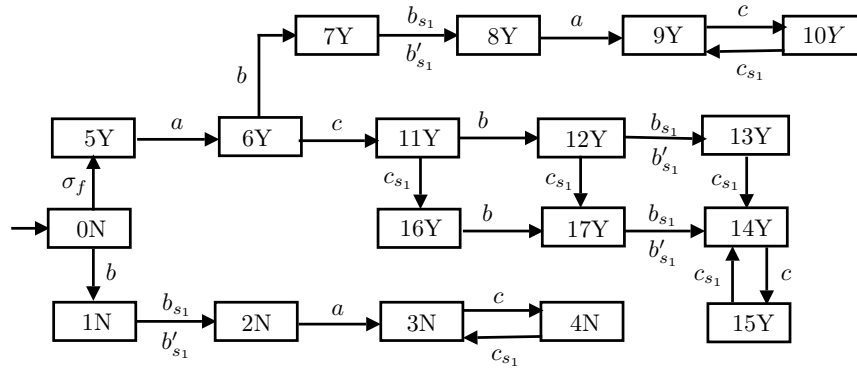 b_{s_1} a c
7Y 8Y 9Y 10Y
b'_{s_1} c_{s_1}
b
a c b b_{s_1}
5Y 6Y 11Y 12Y 13Y
b'_{s_1}
σ_f c_{s_1} c_{s_1} c_{s_1}
b b_{s_1}
0N 16Y 17Y 14Y
b'_{s_1}
b c_{s_1} c
b_{s_1} a c
1N 2N 3N 4N 15Y
b'_{s_1} c_{s_1}